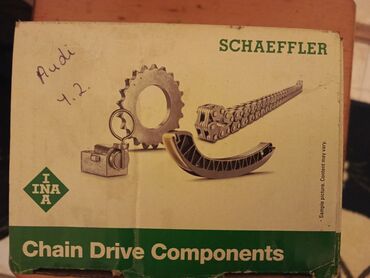 SCHAEFFLER
Audi
4.2.
I
INA
A
Sample picture. Content may vary.
Chain Drive Components